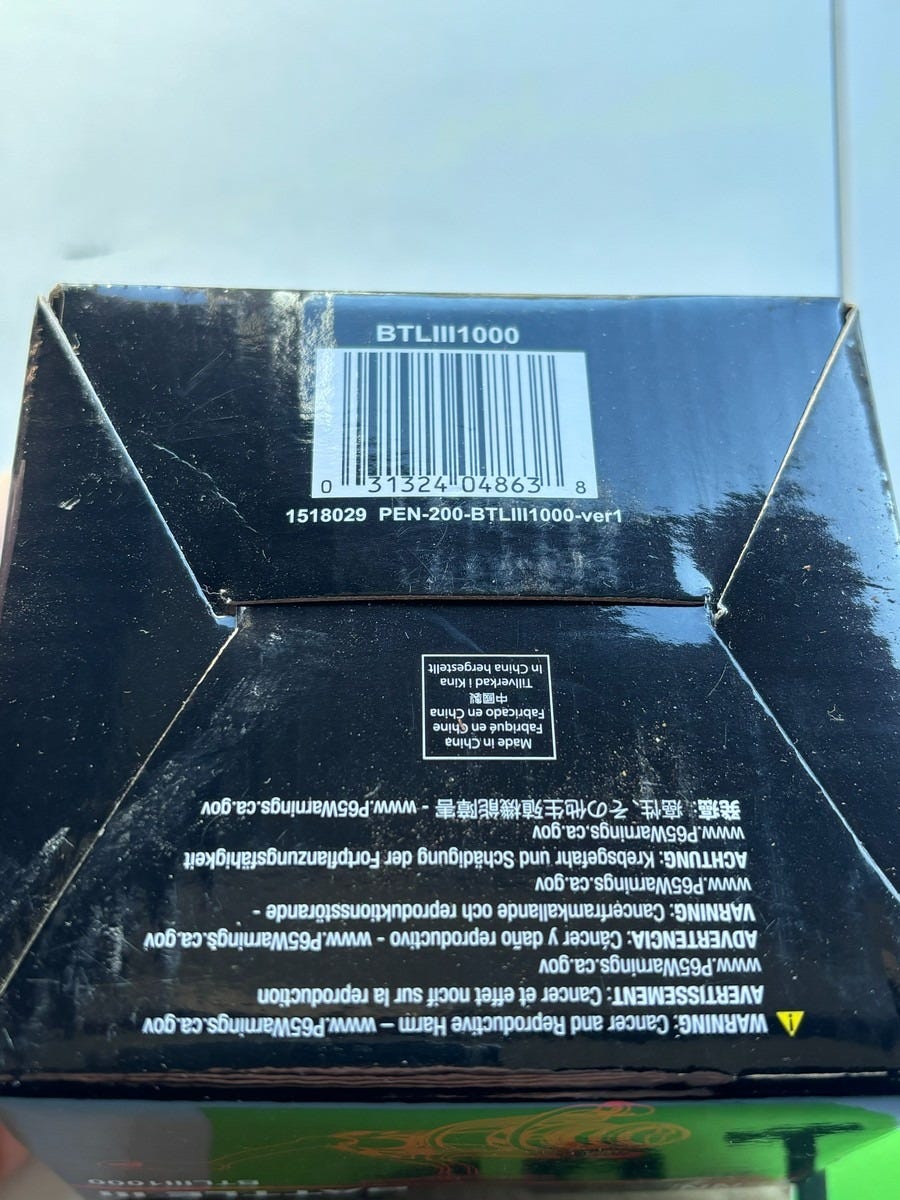 BTLIII1000
0 31324 04863 8
1518029 PEN-200-BTLIII1000-ver1
Made in China
Fabriqué en Chine
Fabricado en China
中國製
Tillverkad i Kina
In China hergestellt
WARNING: Cancer and Reproductive Harm – www.P65Warnings.ca.gov
AVERTISSEMENT: Cancer et effet nocif sur la reproduction
www.P65Warnings.ca.gov
ADVERTENCIA: Cáncer y daño reproductivo - www.P65Warnings.ca.gov
VARNING: Cancerframkallande och reproduktionsstörande -
www.P65Warnings.ca.gov
ACHTUNG: Krebsgefahr und Schädigung der Fortpflanzungsfähigkeit
www.P65Warnings.ca.gov
発癌: 癌性、その他生殖機能障害 - www.P65Warnings.ca.gov
BATTLE III
BTLIII1000